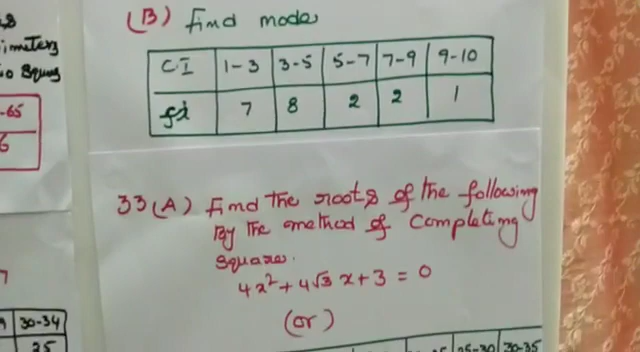 (B) find mode
C.I 1-3 3-5 5-7 7-9 9-10
fi 7 8 2 2 1
33 (A) Find the roots of the following
By the method of Completing
Square.
4x² + 4√3 x + 3 = 0
(or)
30-34
25
25-30 30-35
-65
6